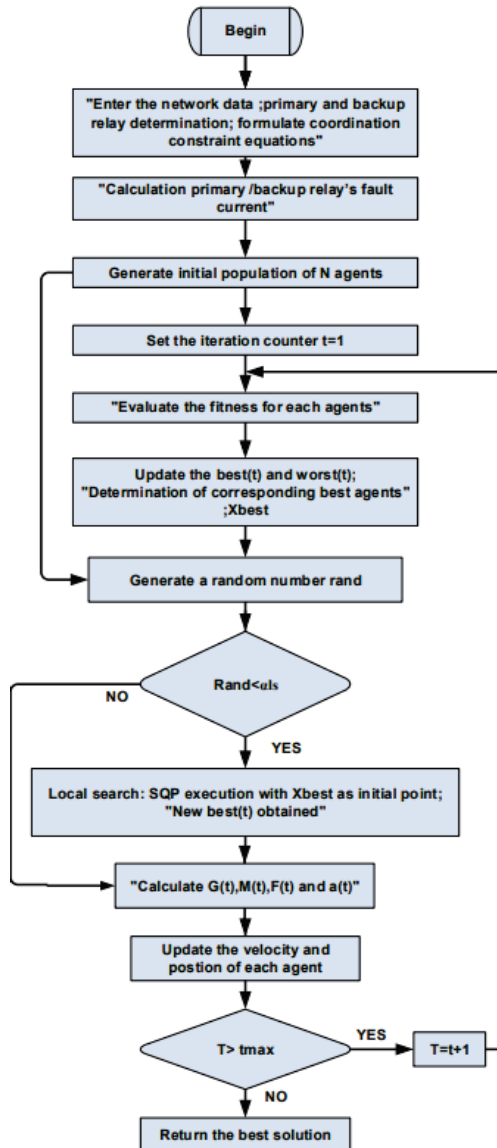 Begin
"Enter the network data ;primary and backup
relay determination; formulate coordination
constraint equations"
"Calculation primary /backup relay's fault
current"
Generate initial population of N agents
Set the iteration counter t=1
"Evaluate the fitness for each agents"
Update the best(t) and worst(t);
"Determination of corresponding best agents"
;Xbest
Generate a random number rand
Rand<αls
NO
YES
Local search: SQP execution with Xbest as initial point;
"New best(t) obtained"
"Calculate G(t),M(t),F(t) and a(t)"
Update the velocity and
postion of each agent
T> tmax
YES
T=t+1
NO
Return the best solution